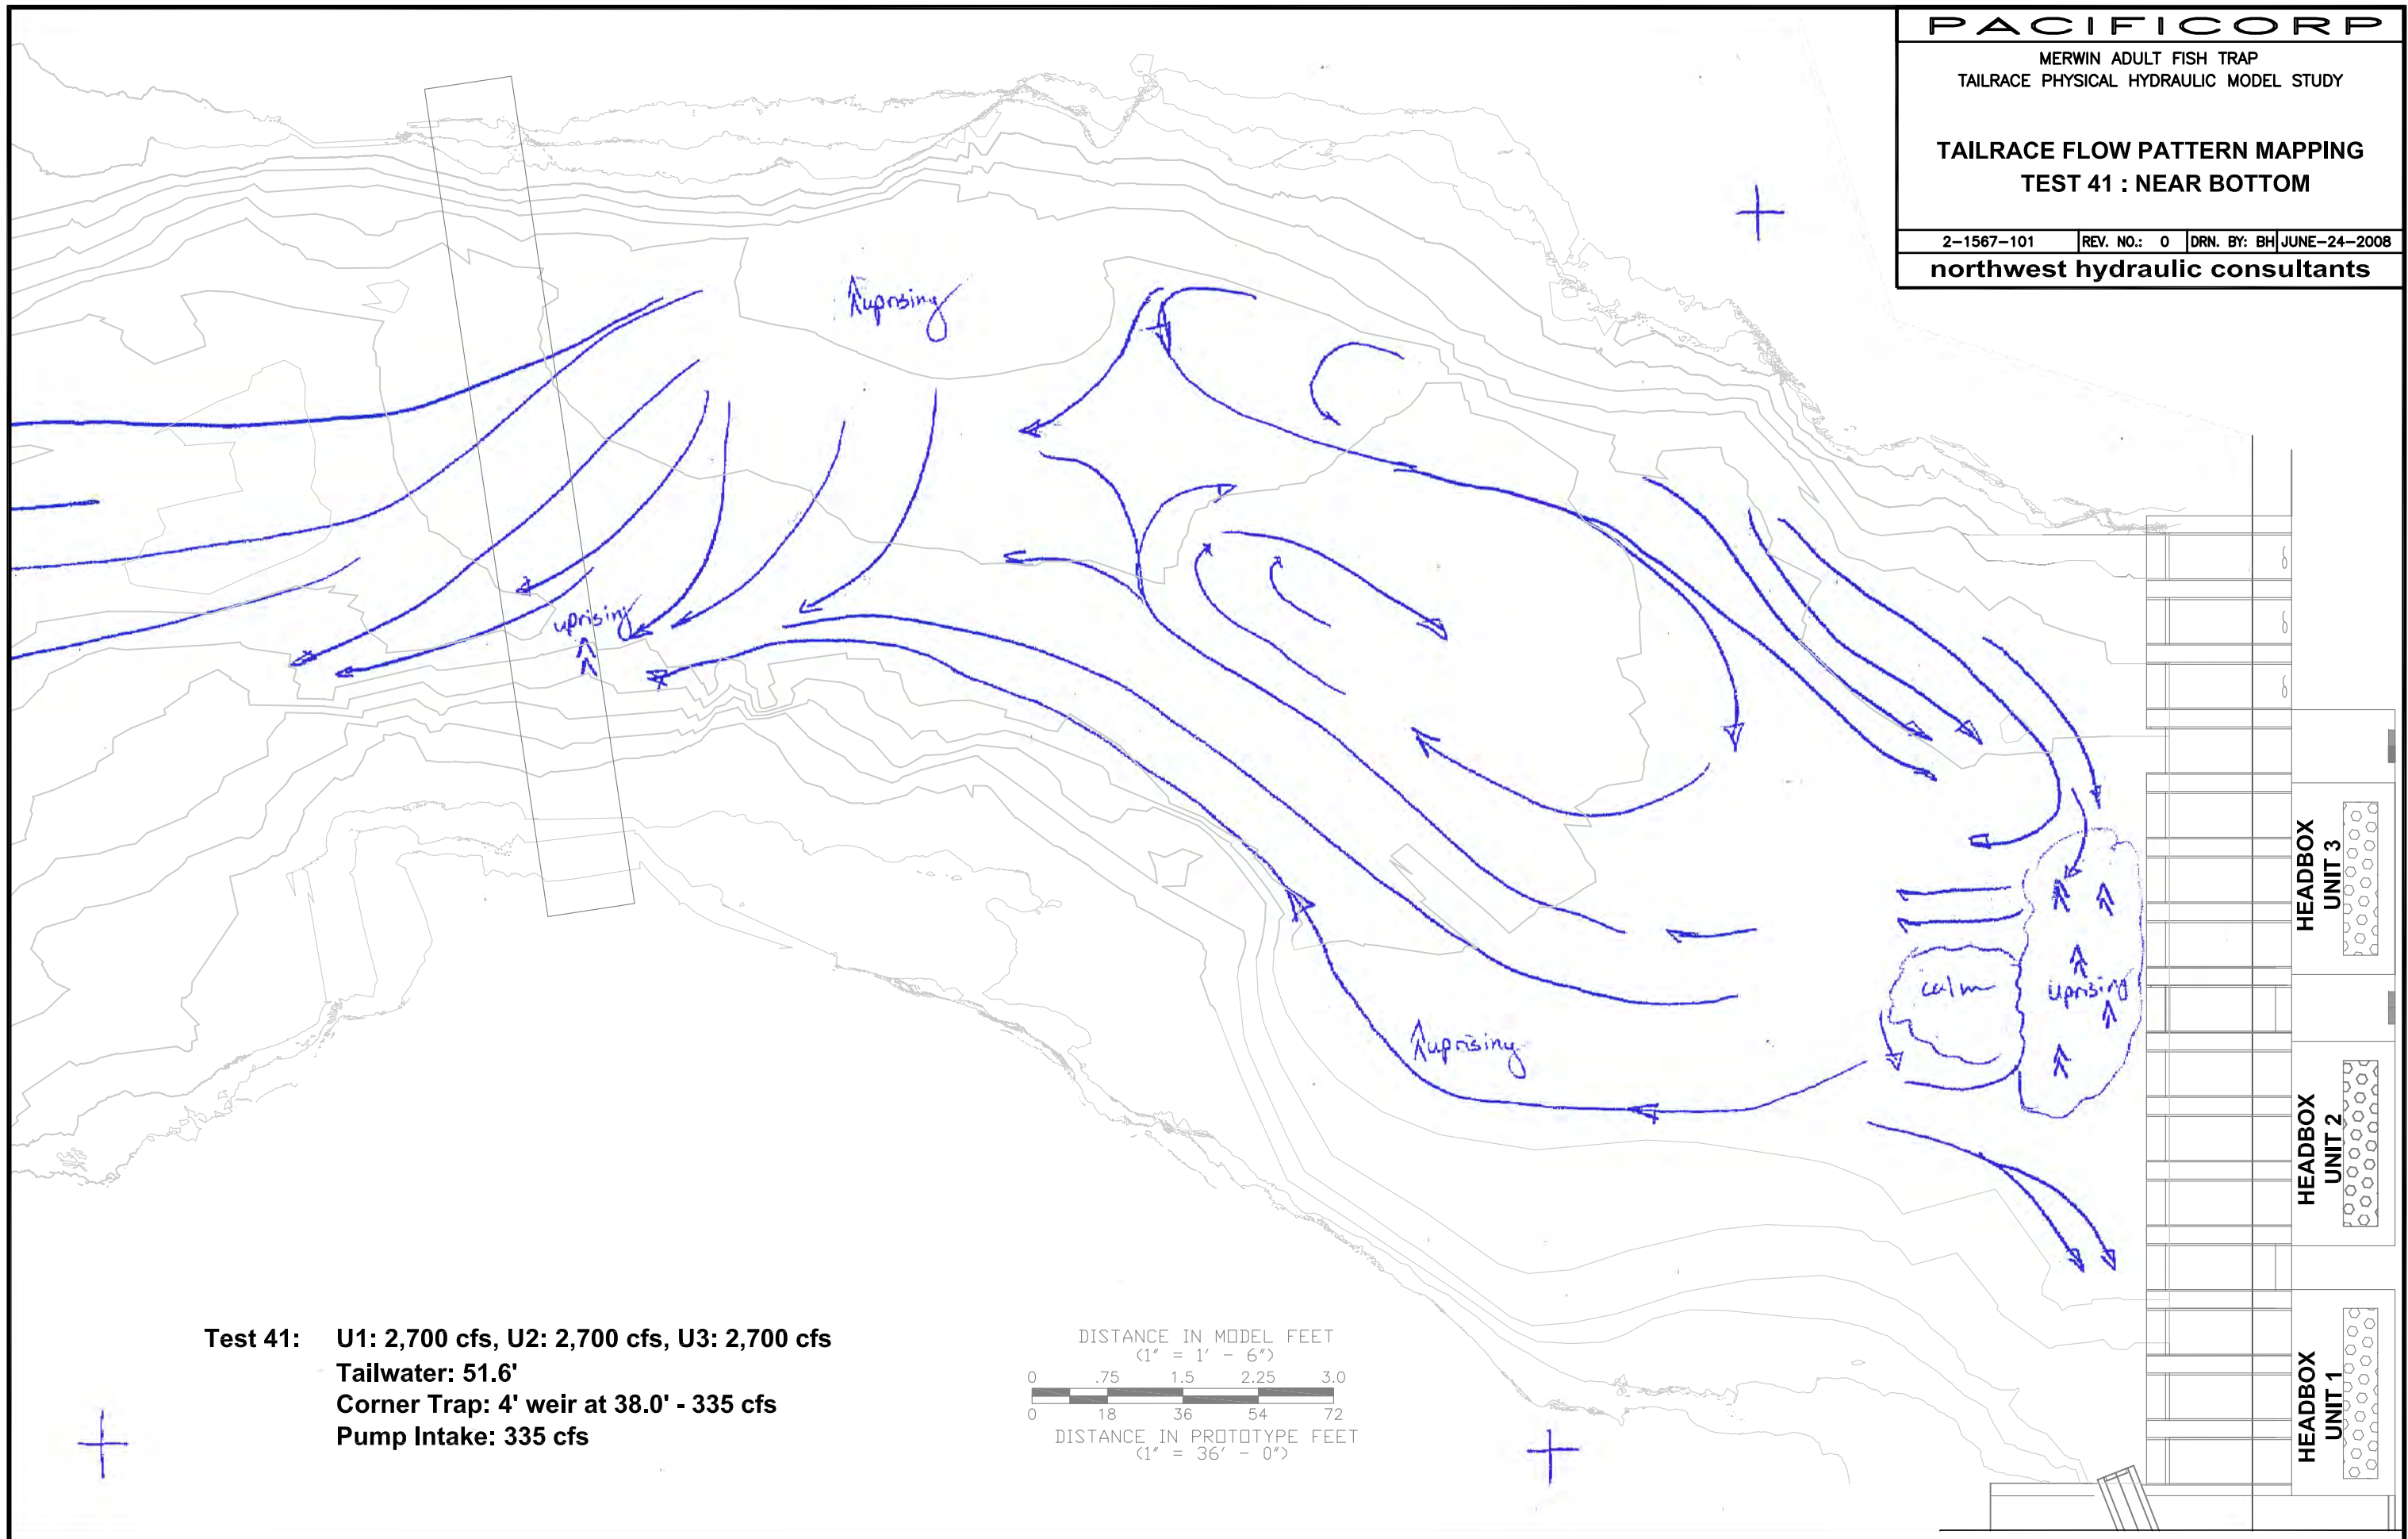 PACIFICORP
MERWIN ADULT FISH TRAP
TAILRACE PHYSICAL HYDRAULIC MODEL STUDY
TAILRACE FLOW PATTERN MAPPING
TEST 41 : NEAR BOTTOM
2-1567-101 REV. NO.: 0 DRN. BY: BH JUNE-24-2008
northwest hydraulic consultants
uprising
uprising
calm
uprising
uprising
HEADBOX
UNIT 3
HEADBOX
UNIT 2
HEADBOX
UNIT 1
Test 41: U1: 2,700 cfs, U2: 2,700 cfs, U3: 2,700 cfs
Tailwater: 51.6'
Corner Trap: 4' weir at 38.0' - 335 cfs
Pump Intake: 335 cfs
DISTANCE IN MODEL FEET
(1" = 1' - 6")
0 .75 1.5 2.25 3.0
0 18 36 54 72
DISTANCE IN PROTOTYPE FEET
(1" = 36' - 0")